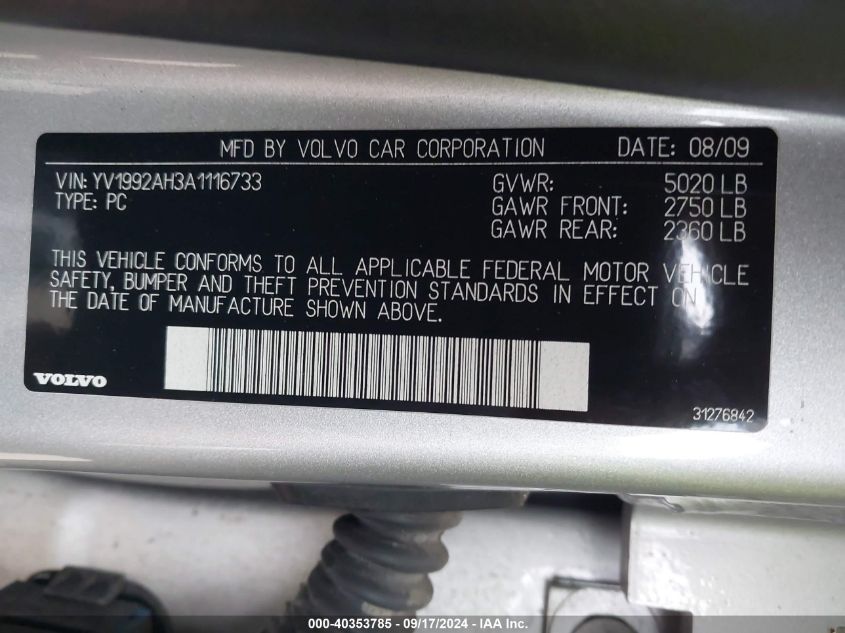 MFD BY VOLVO CAR CORPORATION DATE: 08/09
VIN: YV1992AH3A1116733 GVWR: 5020 LB
TYPE: PC GAWR FRONT: 2750 LB
GAWR REAR: 2360 LB
THIS VEHICLE CONFORMS TO ALL APPLICABLE FEDERAL MOTOR VEHICLE
SAFETY, BUMPER AND THEFT PREVENTION STANDARDS IN EFFECT ON
THE DATE OF MANUFACTURE SHOWN ABOVE.
VOLVO
31276842
000-40353785 - 09/17/2024 - IAA Inc.